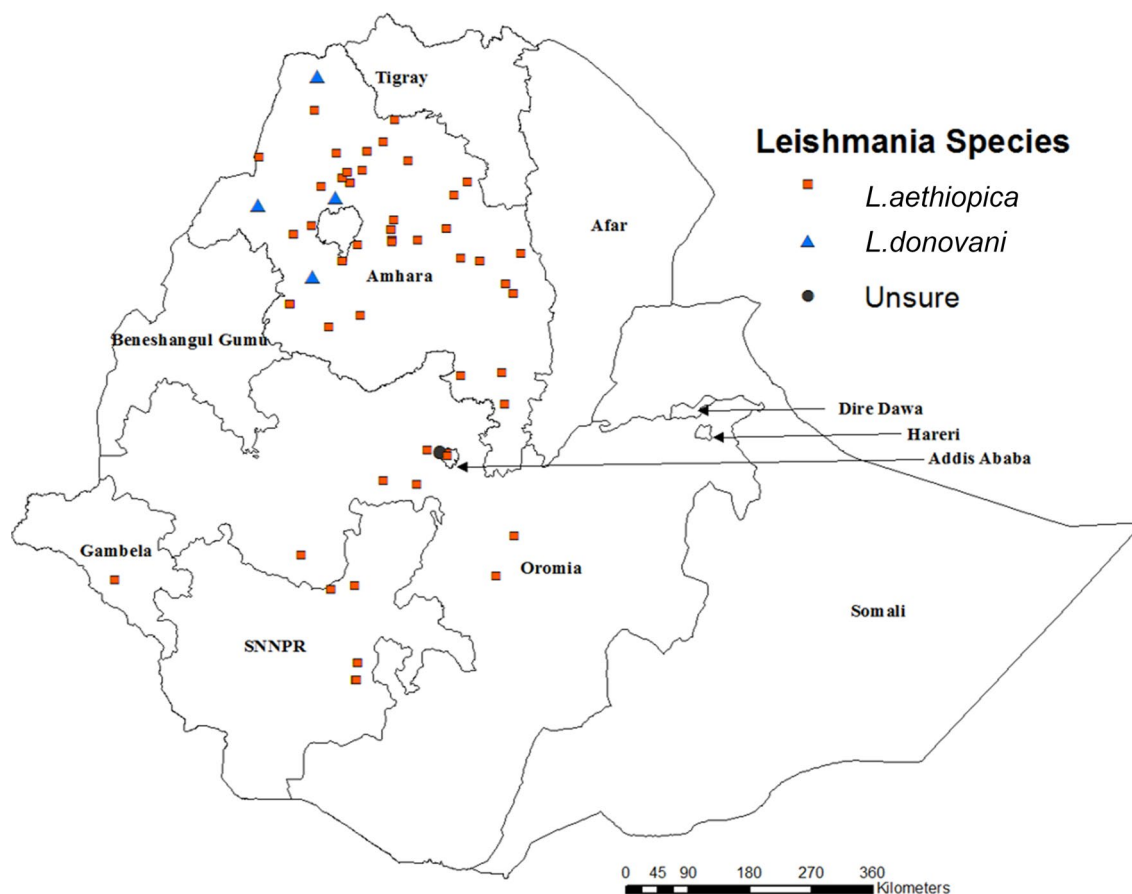 Tigray
Leishmania Species
L.aethiopica
Afar
L.donovani
Amhara
Unsure
Beneshangul Gumu
Dire Dawa
Hareri
Addis Ababa
Gambela
Oromia
Somali
SNNPR
0 45 90 180 270 360
Kilometers